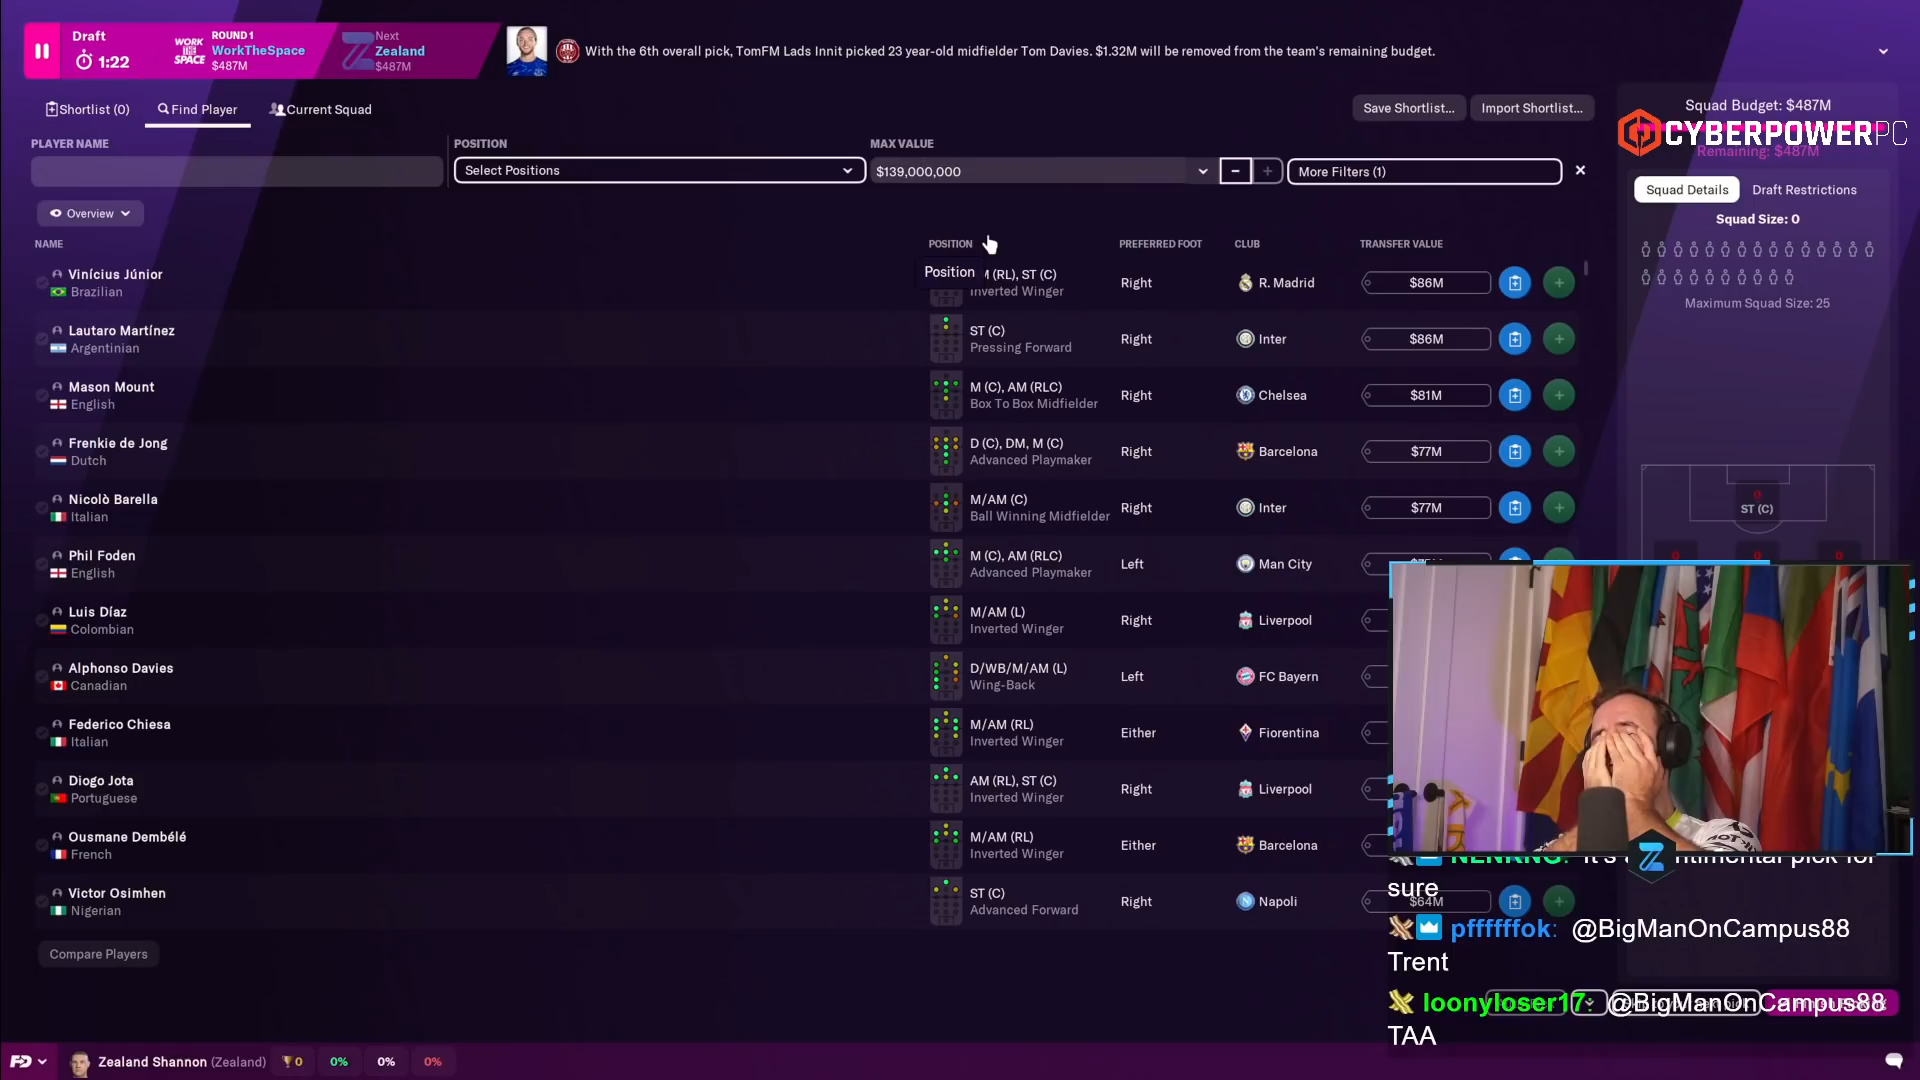 Draft
1:22
WORK THE SPACE
ROUND 1
WorkTheSpace
$487M
Next
Zealand
$487M
With the 6th overall pick, TomFM Lads Innit picked 23 year-old midfielder Tom Davies. $1.32M will be removed from the team's remaining budget.
Shortlist (0)
Find Player
Current Squad
Save Shortlist...
Import Shortlist...
Squad Budget: $487M
CYBERPOWERPC
Remaining: $487M
PLAYER NAME
POSITION
MAX VALUE
Select Positions
$139,000,000
More Filters (1)
Squad Details
Draft Restrictions
Squad Size: 0
Maximum Squad Size: 25
Overview
NAME
POSITION
PREFERRED FOOT
CLUB
TRANSFER VALUE
Position
Vinícius Júnior
Brazilian
(RL), ST (C)
Inverted Winger
Right
R. Madrid
$86M
Lautaro Martínez
Argentinian
ST (C)
Pressing Forward
Right
Inter
$86M
Mason Mount
English
M (C), AM (RLC)
Box To Box Midfielder
Right
Chelsea
$81M
Frenkie de Jong
Dutch
D (C), DM, M (C)
Advanced Playmaker
Right
Barcelona
$77M
Nicolò Barella
Italian
M/AM (C)
Ball Winning Midfielder
Right
Inter
$77M
ST (C)
Phil Foden
English
M (C), AM (RLC)
Advanced Playmaker
Left
Man City
Luis Díaz
Colombian
M/AM (L)
Inverted Winger
Right
Liverpool
Alphonso Davies
Canadian
D/WB/M/AM (L)
Wing-Back
Left
FC Bayern
Federico Chiesa
Italian
M/AM (RL)
Inverted Winger
Either
Fiorentina
Diogo Jota
Portuguese
AM (RL), ST (C)
Inverted Winger
Right
Liverpool
Ousmane Dembélé
French
M/AM (RL)
Inverted Winger
Either
Barcelona
Victor Osimhen
Nigerian
ST (C)
Advanced Forward
Right
Napoli
$64M
It's a
pick for
sure
pffffffok: @BigManOnCampus88
Trent
loonyloser17: @BigManOnCampus88
TAA
Compare Players
FD
Zealand Shannon (Zealand)
0
0%
0%
0%